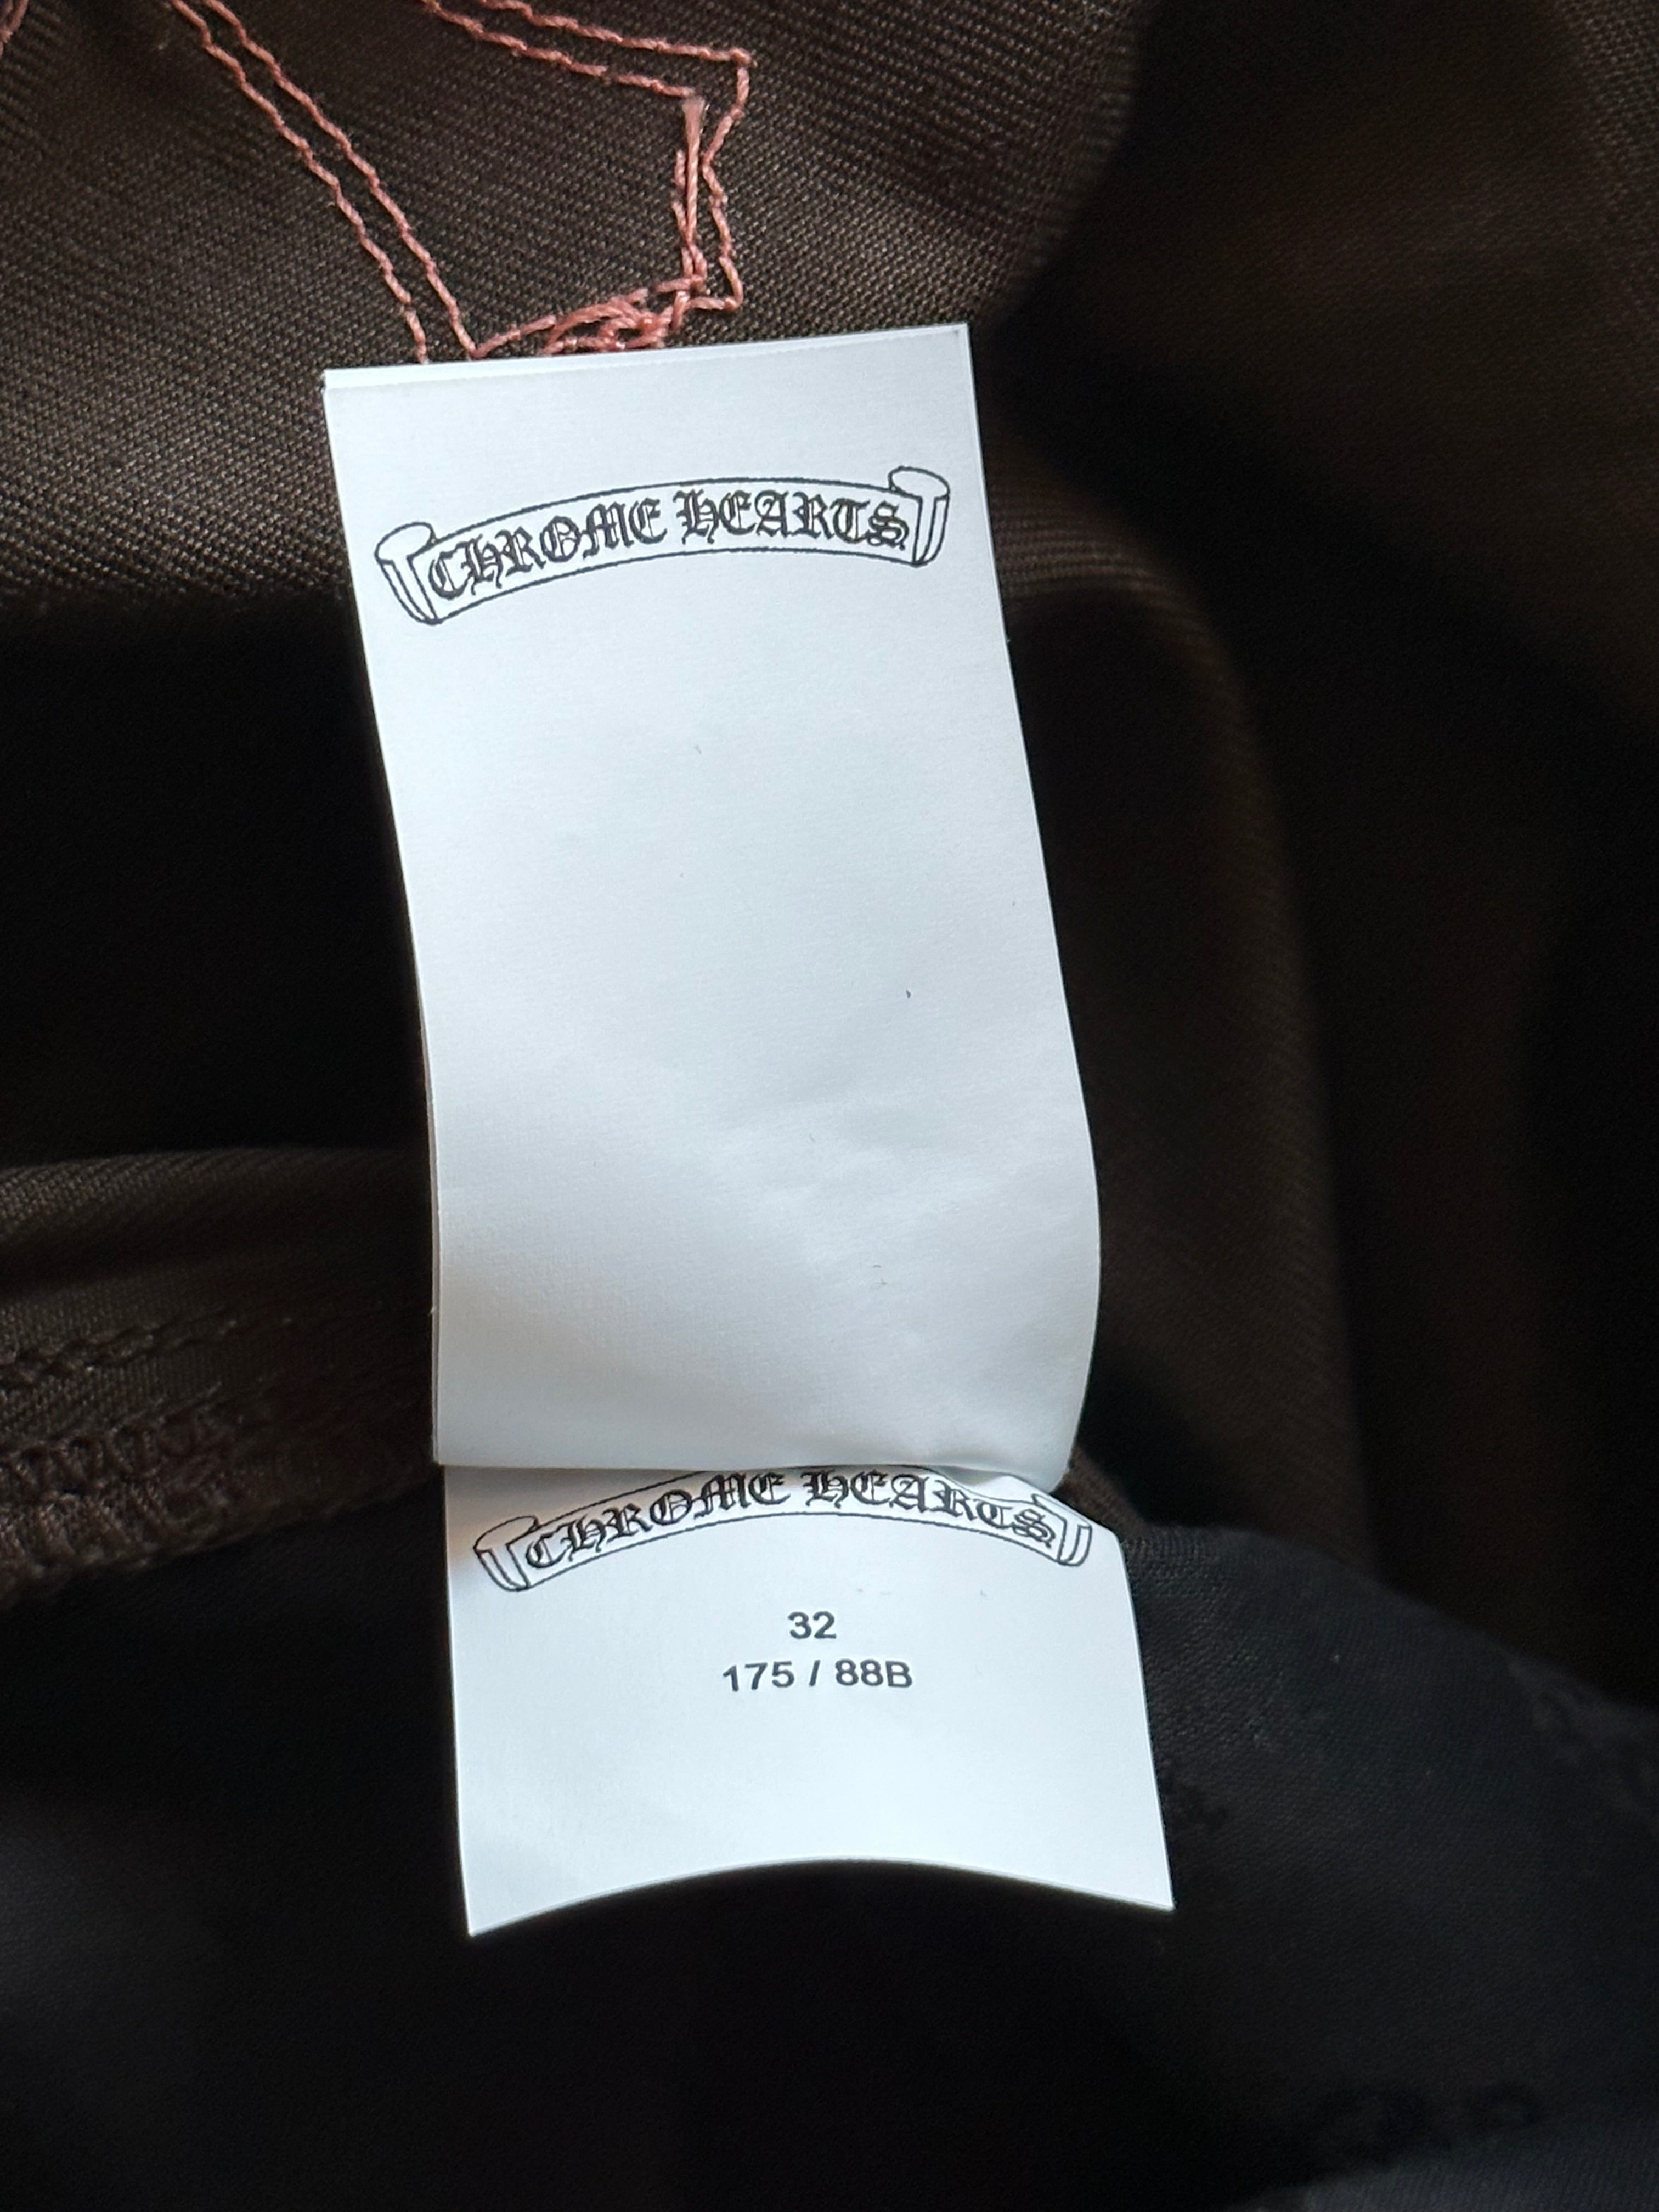 CHROME HEARTS
CHROME HEARTS
32
175 / 88B